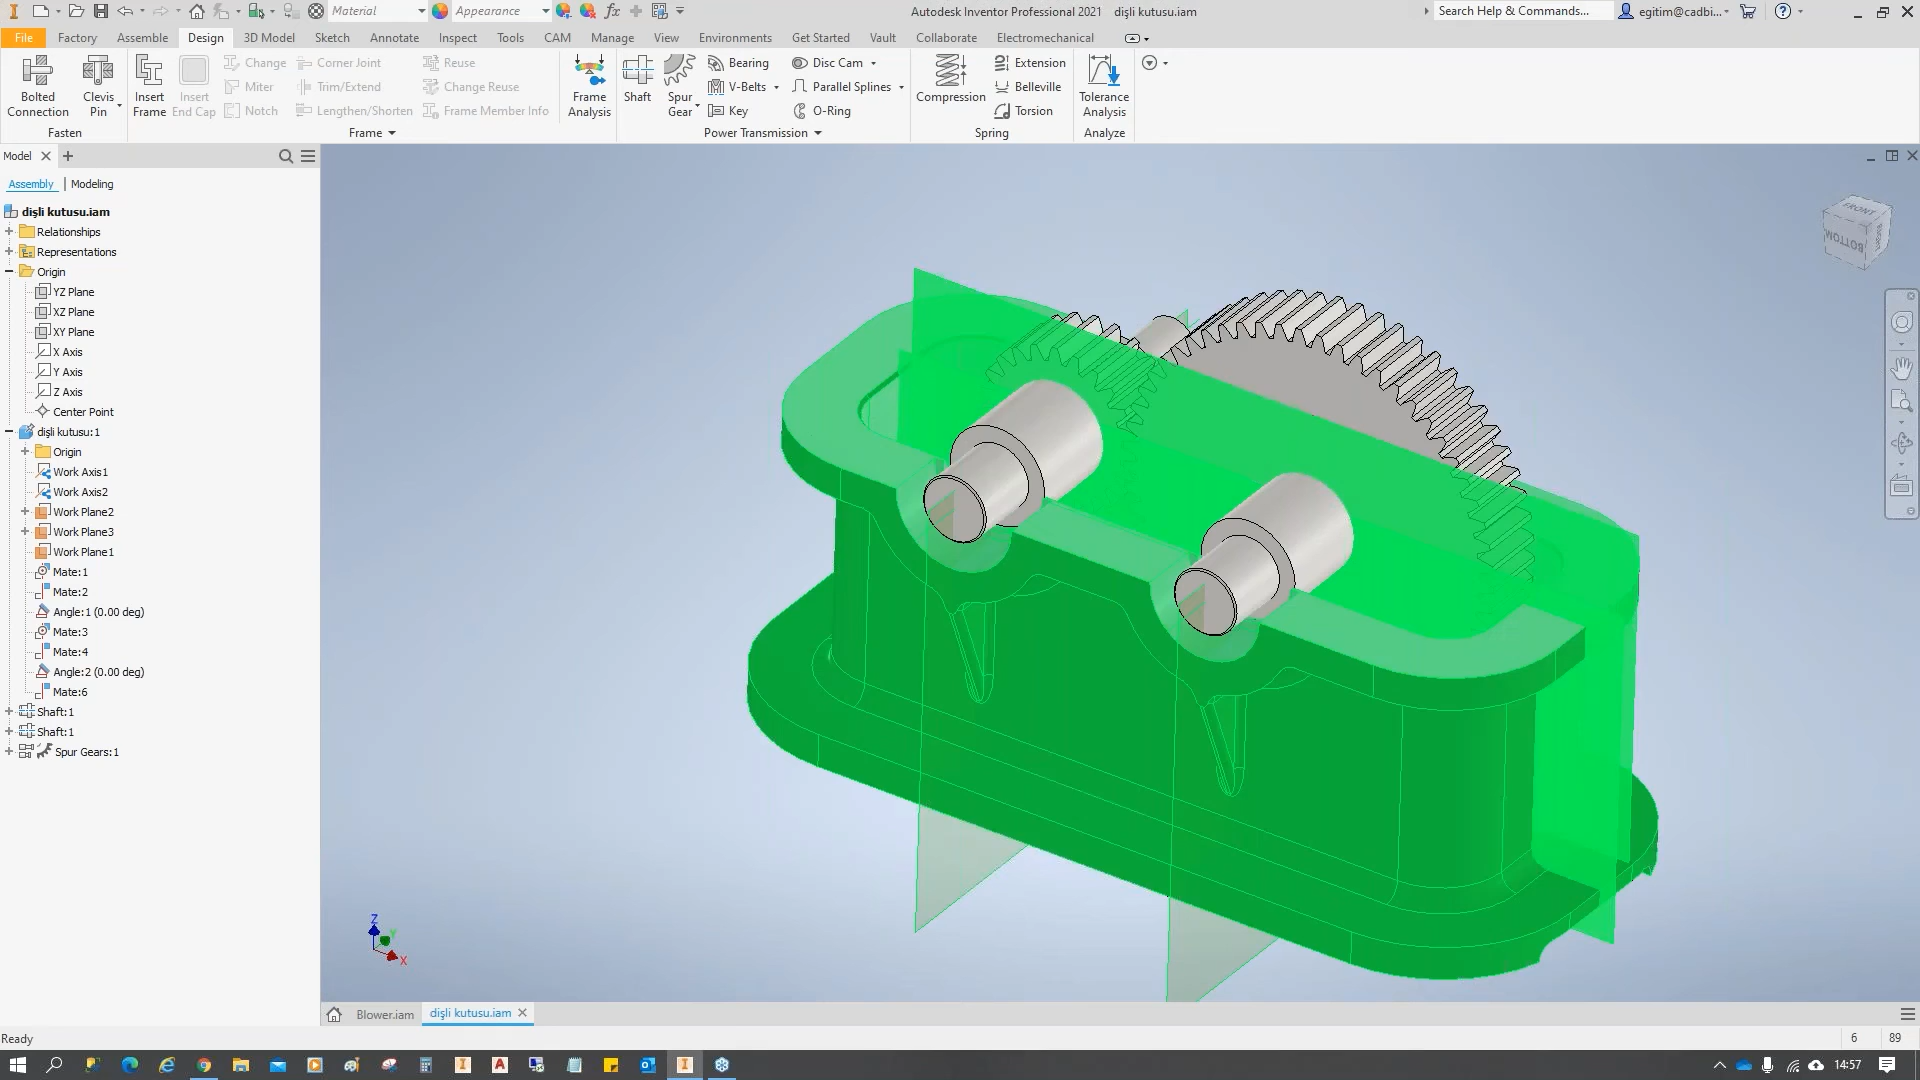 Material
Appearance
fx
Autodesk Inventor Professional 2021 dişli kutusu.iam
Search Help & Commands...
egitim@cadbi...
File Factory Assemble Design 3D Model Sketch Annotate Inspect Tools CAM Manage View Environments Get Started Vault Collaborate Electromechanical
Bolted Connection
Clevis Pin
Fasten
Insert Frame
Insert End Cap
Change
Miter
Notch
Corner Joint
Trim/Extend
Lengthen/Shorten
Reuse
Change Reuse
Frame Member Info
Frame
Frame Analysis
Shaft
Spur Gear
Bearing
V-Belts
Key
Disc Cam
Parallel Splines
O-Ring
Power Transmission
Compression
Extension
Belleville
Torsion
Spring
Tolerance Analysis
Analyze
Model
Assembly | Modeling
dişli kutusu.iam
Relationships
Representations
Origin
YZ Plane
XZ Plane
XY Plane
X Axis
Y Axis
Z Axis
Center Point
dişli kutusu:1
Origin
Work Axis1
Work Axis2
Work Plane2
Work Plane3
Work Plane1
Mate:1
Mate:2
Angle:1 (0.00 deg)
Mate:3
Mate:4
Angle:2 (0.00 deg)
Mate:6
Shaft:1
Shaft:1
Spur Gears:1
FRONT
BOTTOM
Z
Y
X
Blower.iam
dişli kutusu.iam
Ready
6 89
14:57